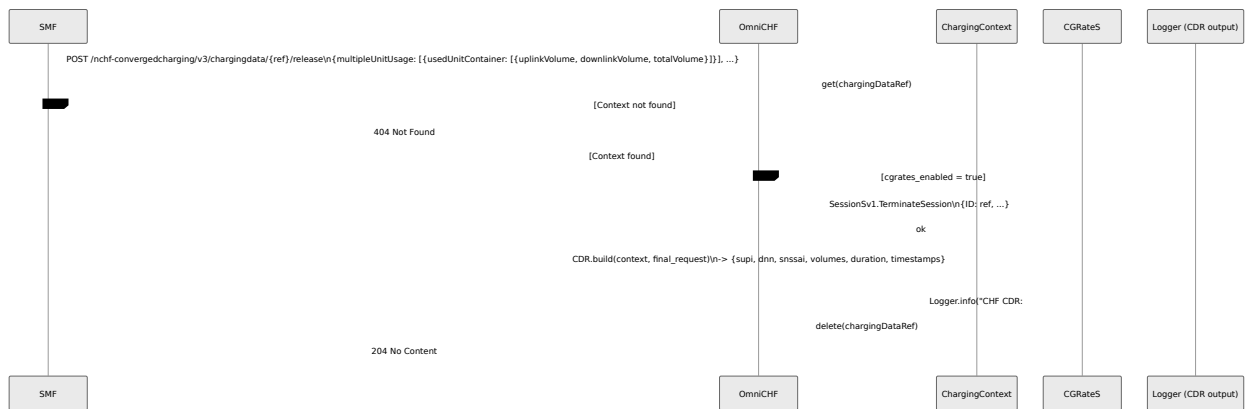 SMF
OmniCHF
ChargingContext
CGRateS
Logger (CDR output)
POST /nchf-convergedcharging/v3/chargingdata/{ref}/release\n{multipleUnitUsage: [{usedUnitContainer: [{uplinkVolume, downlinkVolume, totalVolume}]}], ...}
get(chargingDataRef)
[Context not found]
404 Not Found
[Context found]
[cgrates_enabled = true]
SessionSv1.TerminateSession\n{ID: ref, ...}
ok
CDR.build(context, final_request)\n-> {supi, dnn, snssai, volumes, duration, timestamps}
Logger.info("CHF CDR:
delete(chargingDataRef)
204 No Content
SMF
OmniCHF
ChargingContext
CGRateS
Logger (CDR output)